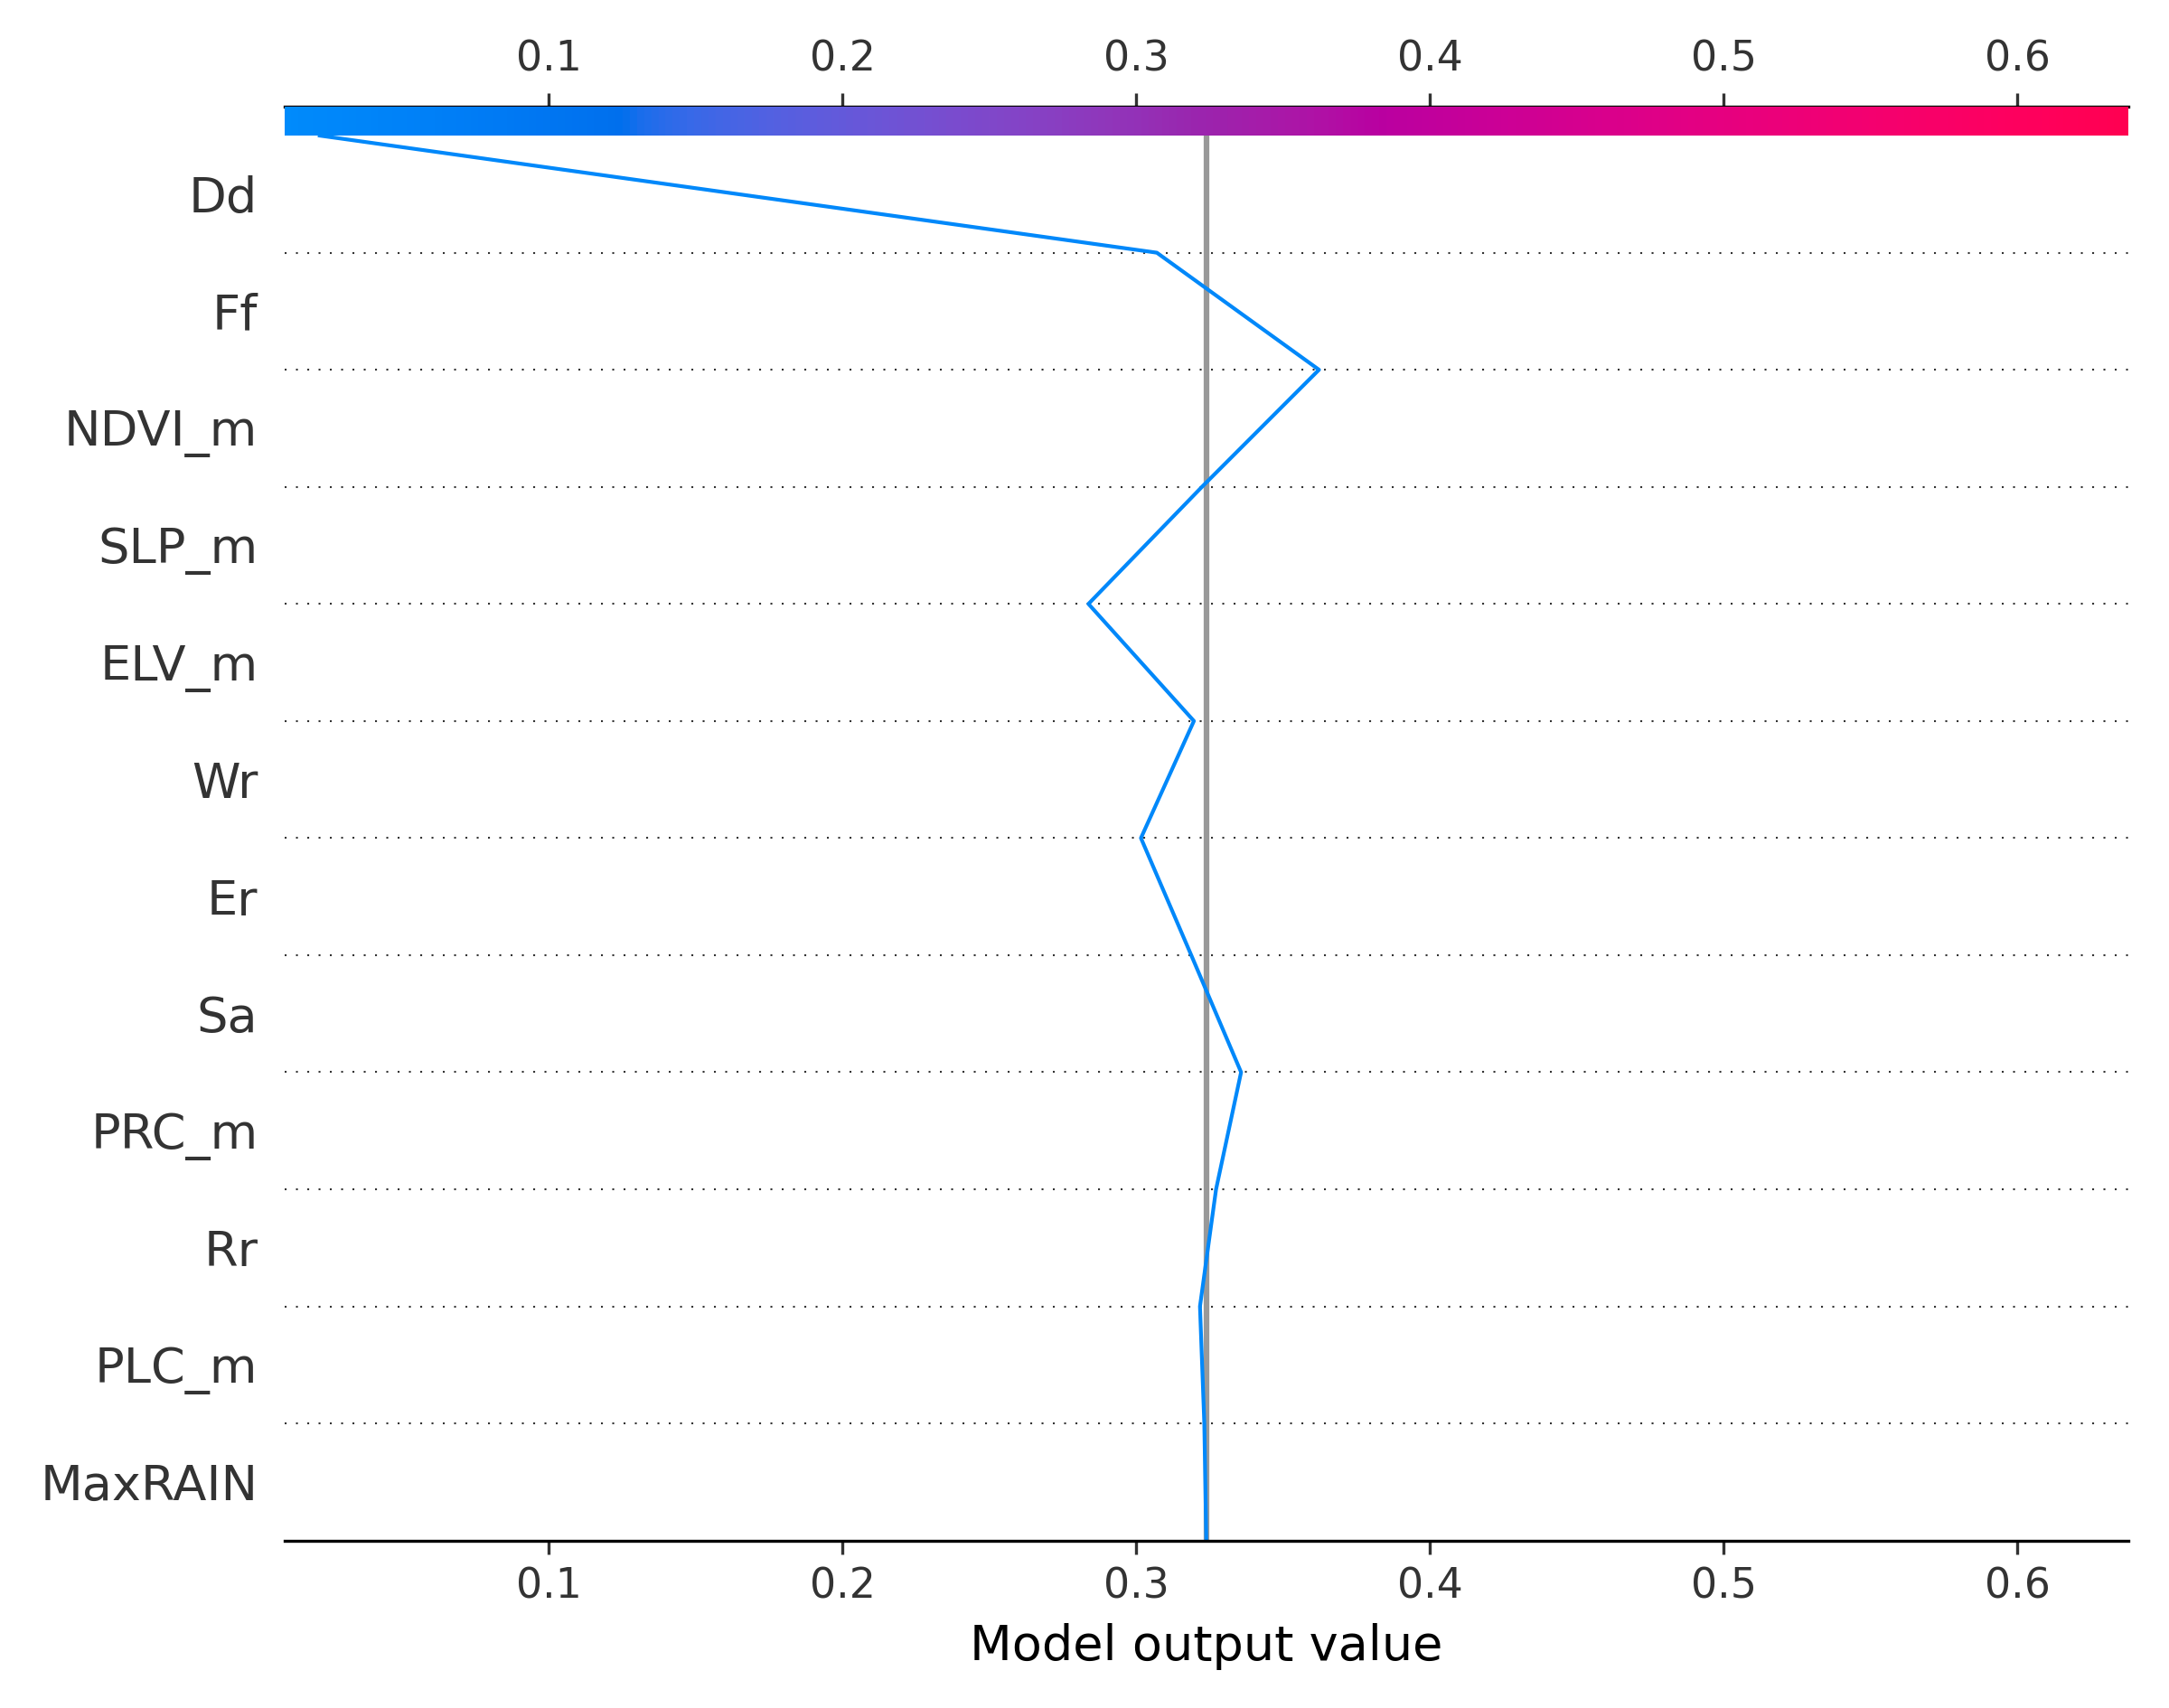 0.1 0.2 0.3 0.4 0.5 0.6
Dd
Ff
NDVI_m
SLP_m
ELV_m
Wr
Er
Sa
PRC_m
Rr
PLC_m
MaxRAIN
0.1 0.2 0.3 0.4 0.5 0.6
Model output value